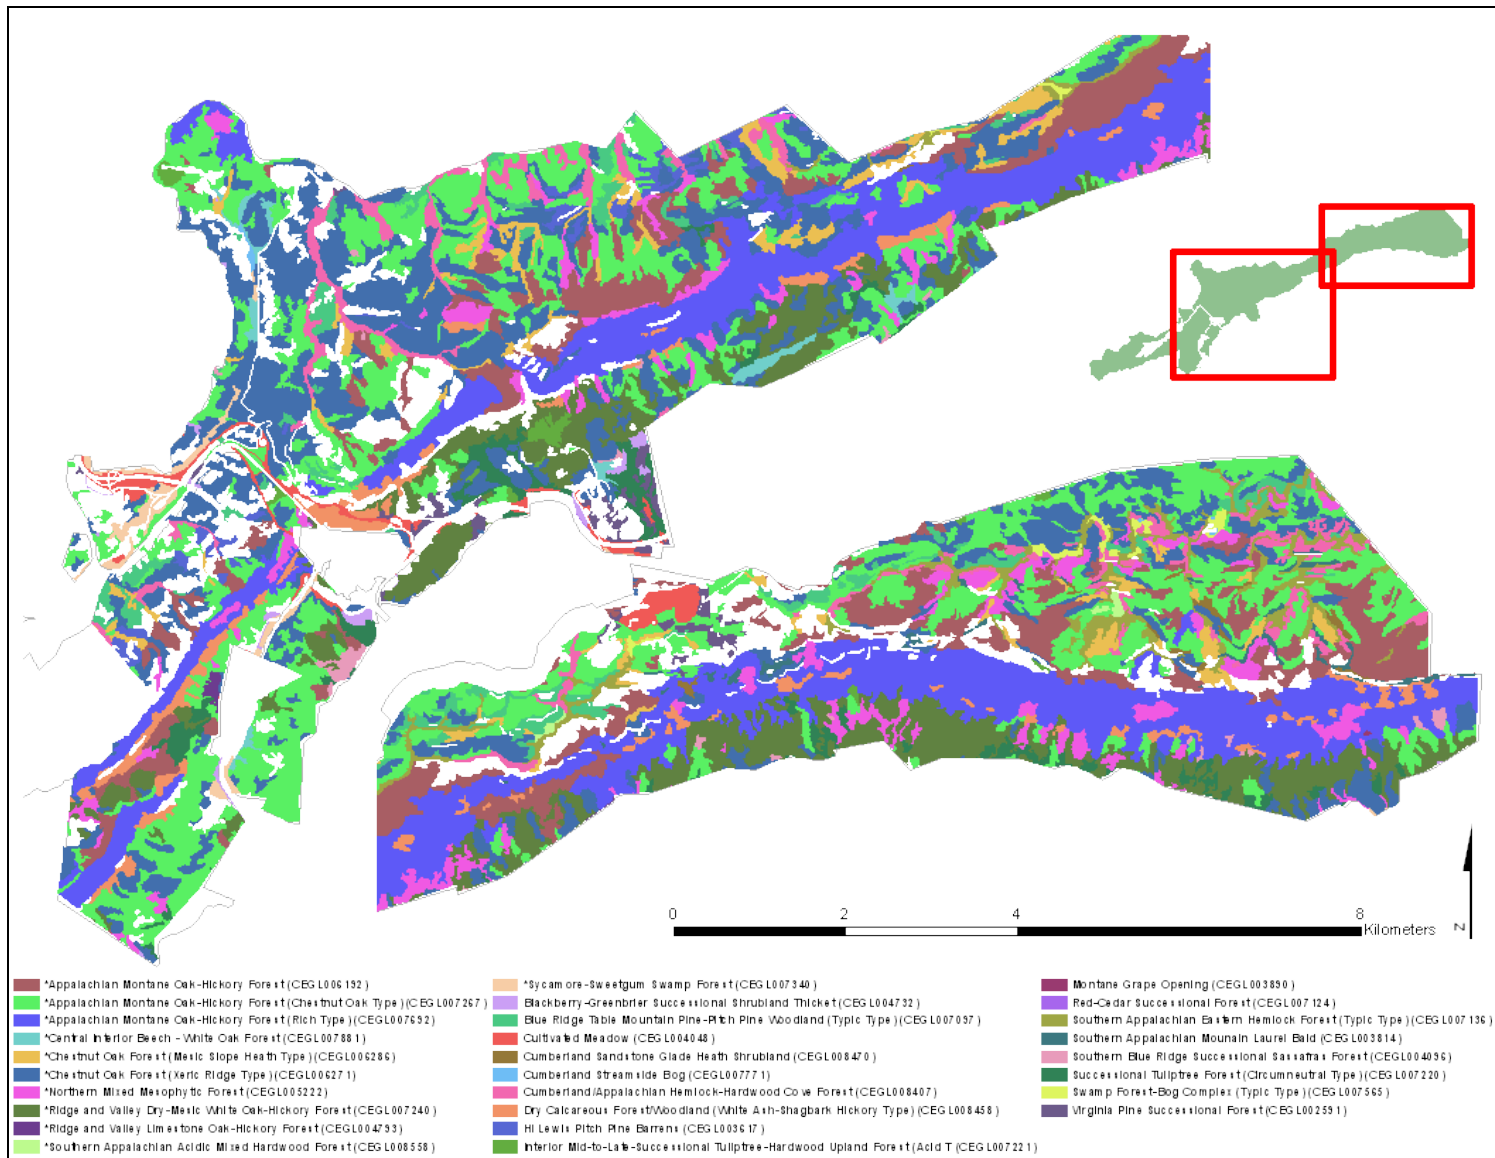 0 2 4 8
Kilometers
N
*Appalachian Montane Oak-Hickory Forest (CEGL006192)
*Appalachian Montane Oak-Hickory Forest (Chestnut Oak Type)(CEGL007267)
*Appalachian Montane Oak-Hickory Forest (Rich Type)(CEGL007692)
*Central Interior Beech - White Oak Forest (CEGL007881)
*Chestnut Oak Forest (Mesic Slope Heath Type)(CEGL006286)
*Chestnut Oak Forest (Xeric Ridge Type)(CEGL006271)
*Northern Mixed Mesophytic Forest (CEGL005222)
*Ridge and Valley Dry-Mesic White Oak-Hickory Forest (CEGL007240)
*Ridge and Valley Limestone Oak-Hickory Forest (CEGL004793)
*Southern Appalachian Acidic Mixed Hardwood Forest (CEGL008558)
*Sycamore-Sweetgum Swamp Forest (CEGL007340)
Blackberry-Greenbrier Successional Shrubland Thicket (CEGL004732)
Blue Ridge Table Mountain Pine-Pitch Pine Woodland (Typic Type)(CEGL007097)
Cultivated Meadow (CEGL004048)
Cumberland Sandstone Glade Heath Shrubland (CEGL008470)
Cumberland Streamside Bog (CEGL007771)
Cumberland/Appalachian Hemlock-Hardwood Cove Forest (CEGL008407)
Dry Calcareous Forest/Woodland (White Ash-Shagbark Hickory Type)(CEGL008458)
Hi Lewis Pitch Pine Barrens (CEGL003617)
Interior Mid-to-Late-Successional Tuliptree-Hardwood Upland Forest (Acid T (CEGL007221)
Montane Grape Opening (CEGL003890)
Red-Cedar Successional Forest (CEGL007124)
Southern Appalachian Eastern Hemlock Forest (Typic Type)(CEGL007136)
Southern Appalachian Mounain Laurel Bald (CEGL003814)
Southern Blue Ridge Successional Sassafras Forest (CEGL004096)
Successional Tuliptree Forest (Circumneutral Type)(CEGL007220)
Swamp Forest-Bog Complex (Typic Type)(CEGL007565)
Virginia Pine Successional Forest (CEGL002591)